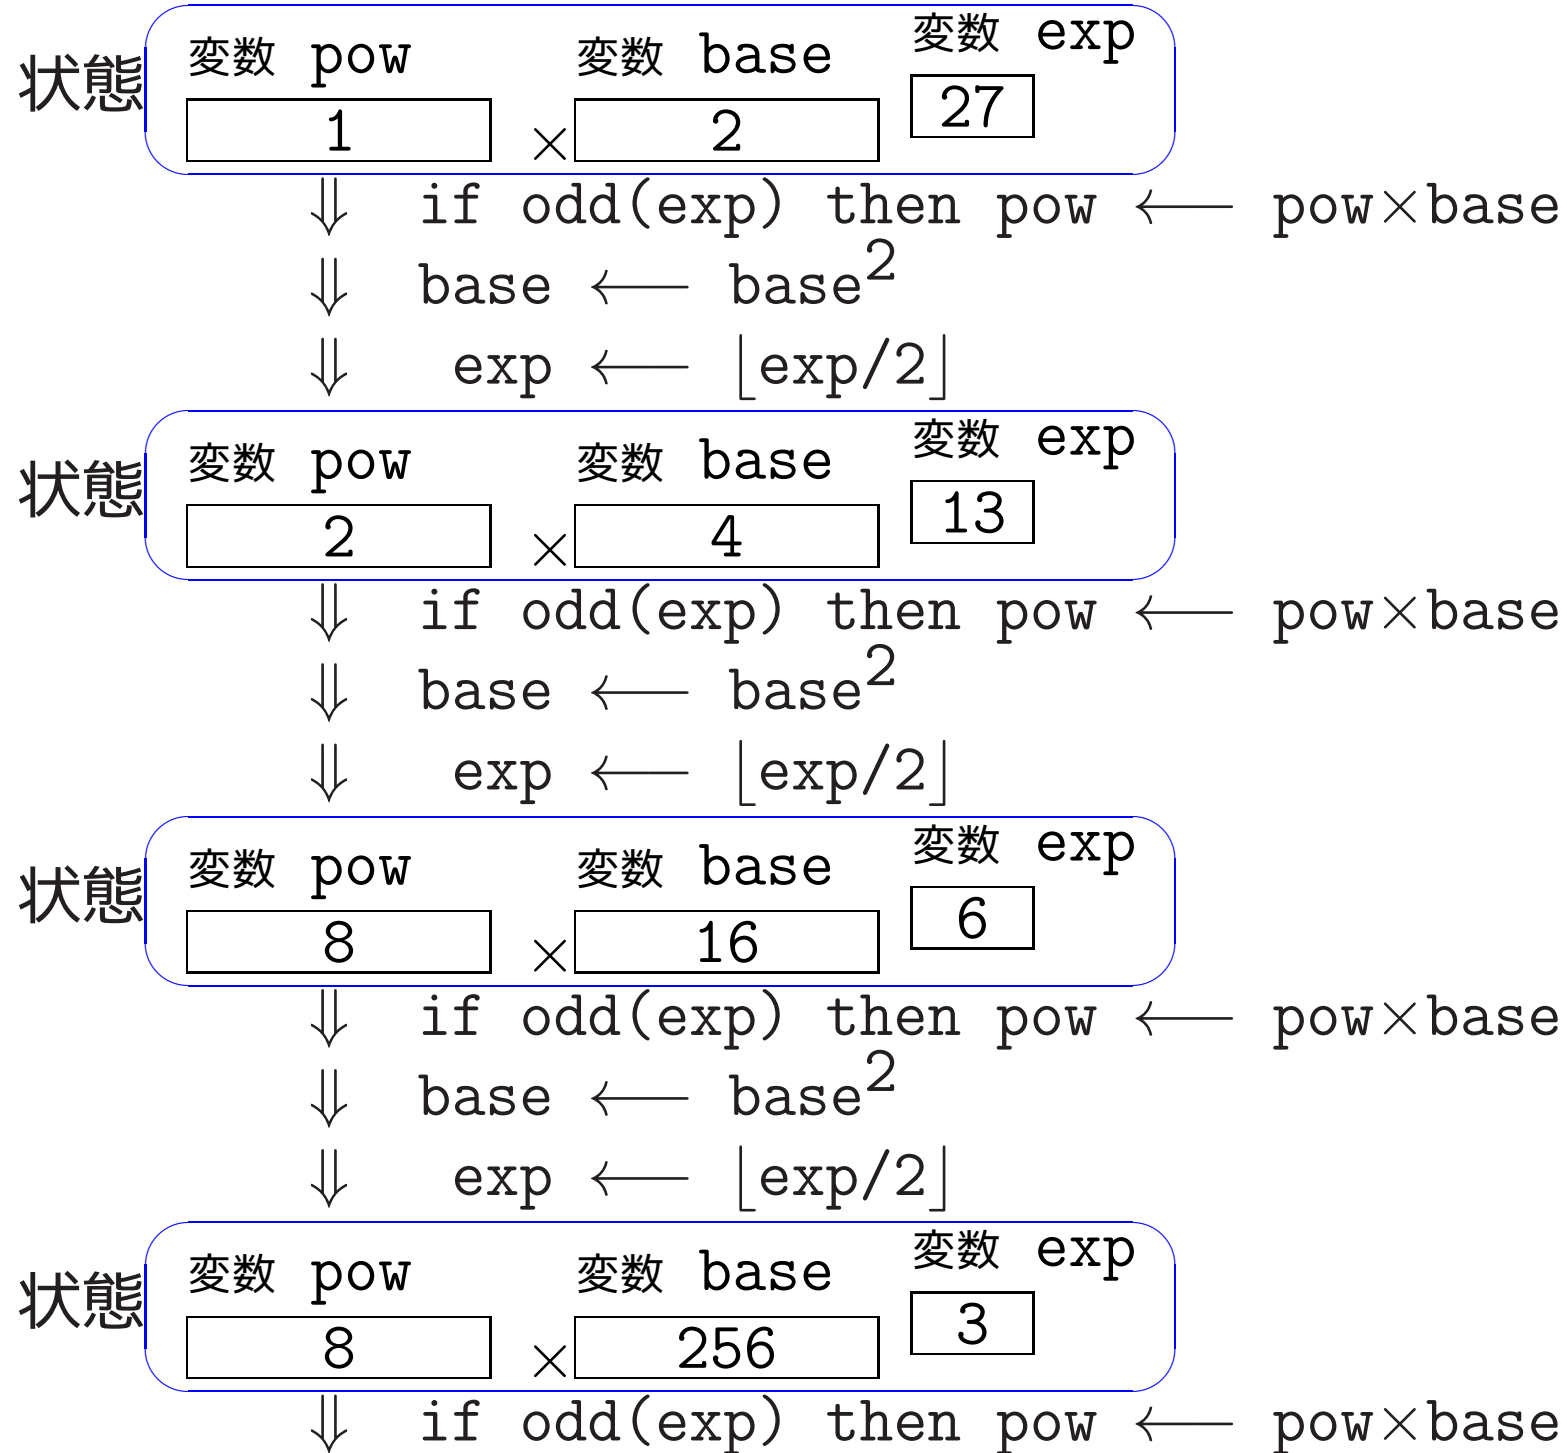 状態 変数 pow 変数 base 変数 exp
1 × 2 27
⇓ if odd(exp) then pow ⟵ pow×base
⇓ base ⟵ base²
⇓ exp ⟵ ⌊exp/2⌋
状態 変数 pow 変数 base 変数 exp
2 × 4 13
⇓ if odd(exp) then pow ⟵ pow×base
⇓ base ⟵ base²
⇓ exp ⟵ ⌊exp/2⌋
状態 変数 pow 変数 base 変数 exp
8 × 16 6
⇓ if odd(exp) then pow ⟵ pow×base
⇓ base ⟵ base²
⇓ exp ⟵ ⌊exp/2⌋
状態 変数 pow 変数 base 変数 exp
8 × 256 3
⇓ if odd(exp) then pow ⟵ pow×base